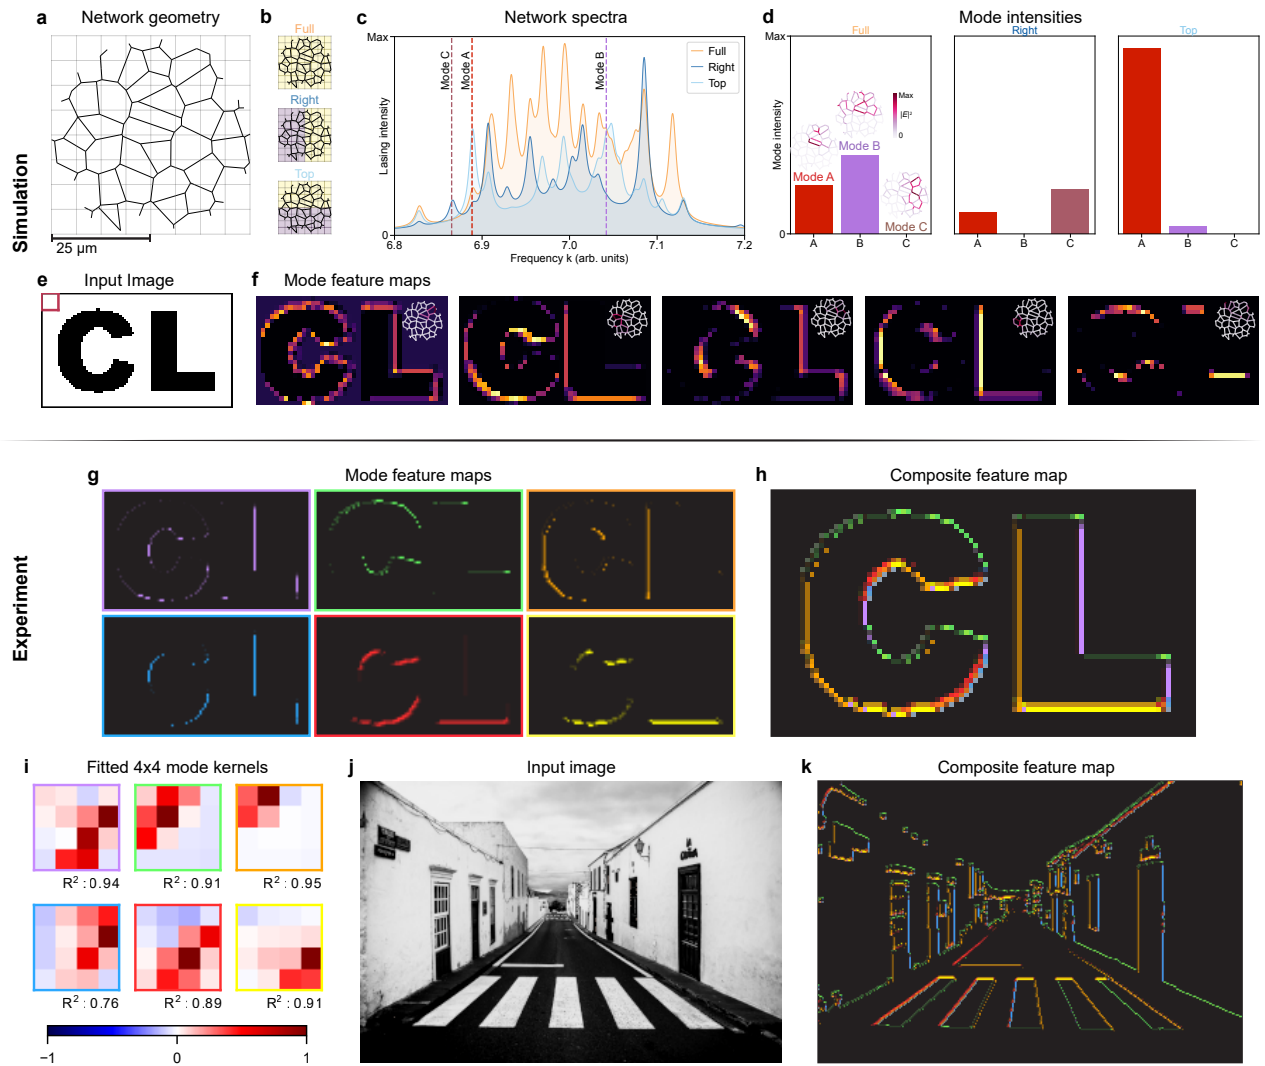 Simulation
a Network geometry
25 µm
b
Full
Right
Top
c Network spectra
Max
0
Lasing intensity
Mode C
Mode A
Mode B
Full
Right
Top
6.8 6.9 7.0 7.1 7.2
Frequency k (arb. units)
d Mode intensities
Full
Right
Top
Max
0
Mode intensity
Max
|E|²
0
Mode A
Mode B
Mode C
A B C
A B C
A B C
e Input Image
CL
f Mode feature maps
Experiment
g Mode feature maps
h Composite feature map
i Fitted 4x4 mode kernels
R² : 0.94
R² : 0.91
R² : 0.95
R² : 0.76
R² : 0.89
R² : 0.91
−1 0 1
j Input image
k Composite feature map